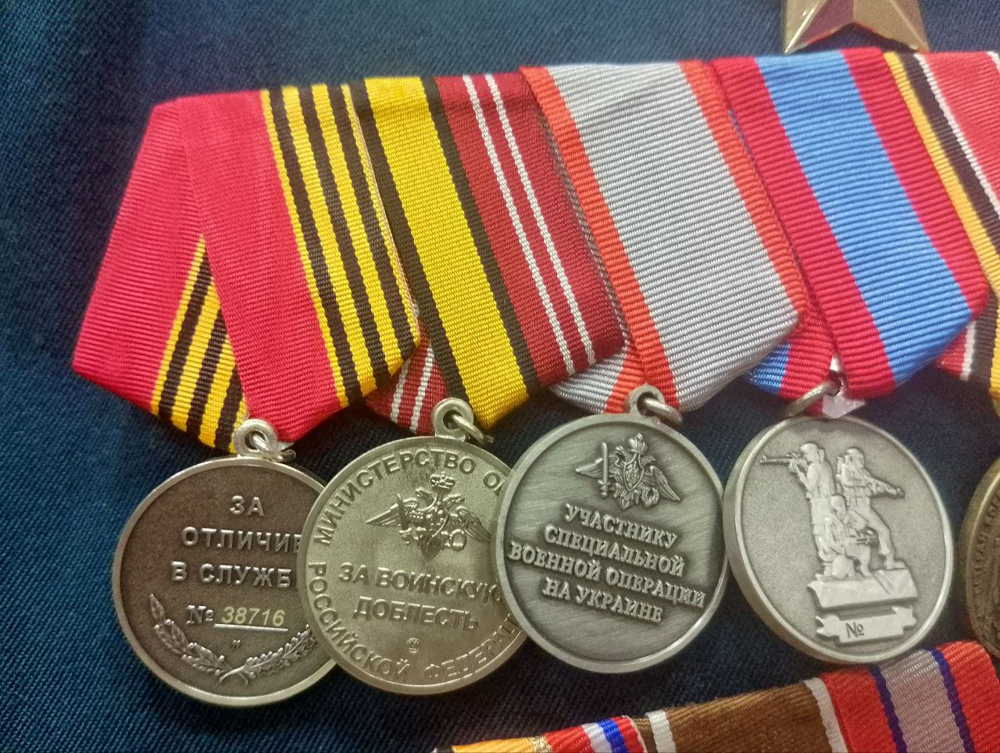 ЗА
ОТЛИЧИЕ
В СЛУЖБЕ
№ 38716
МИНИСТЕРСТВО
РОССИЙСКОЙ
ЗА ВОИНСКУЮ
ДОБЛЕСТЬ
УЧАСТНИКУ
СПЕЦИАЛЬНОЙ
ВОЕННОЙ ОПЕРАЦИИ
НА УКРАИНЕ
№